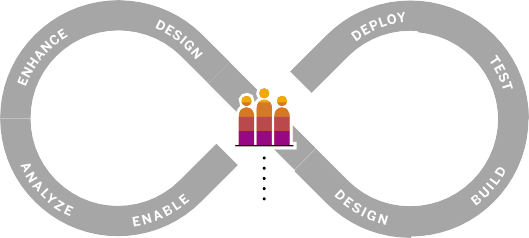 ENHANCE
DESIGN
DEPLOY
TEST
BUILD
DESIGN
ENABLE
ANALYZE